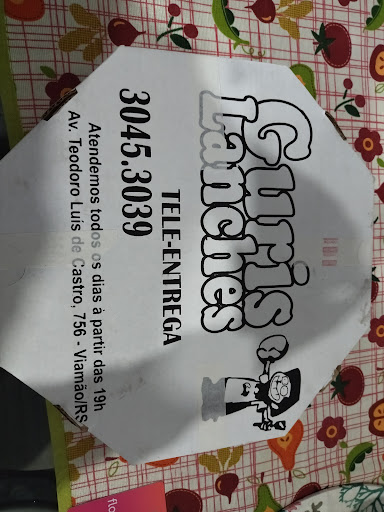 Guris
Lanches
TELE-ENTREGA
3045.3039
Atendemos todos os dias à partir das 19h
Av. Teodoro Luis de Castro, 756 - Viamão/RS
flo